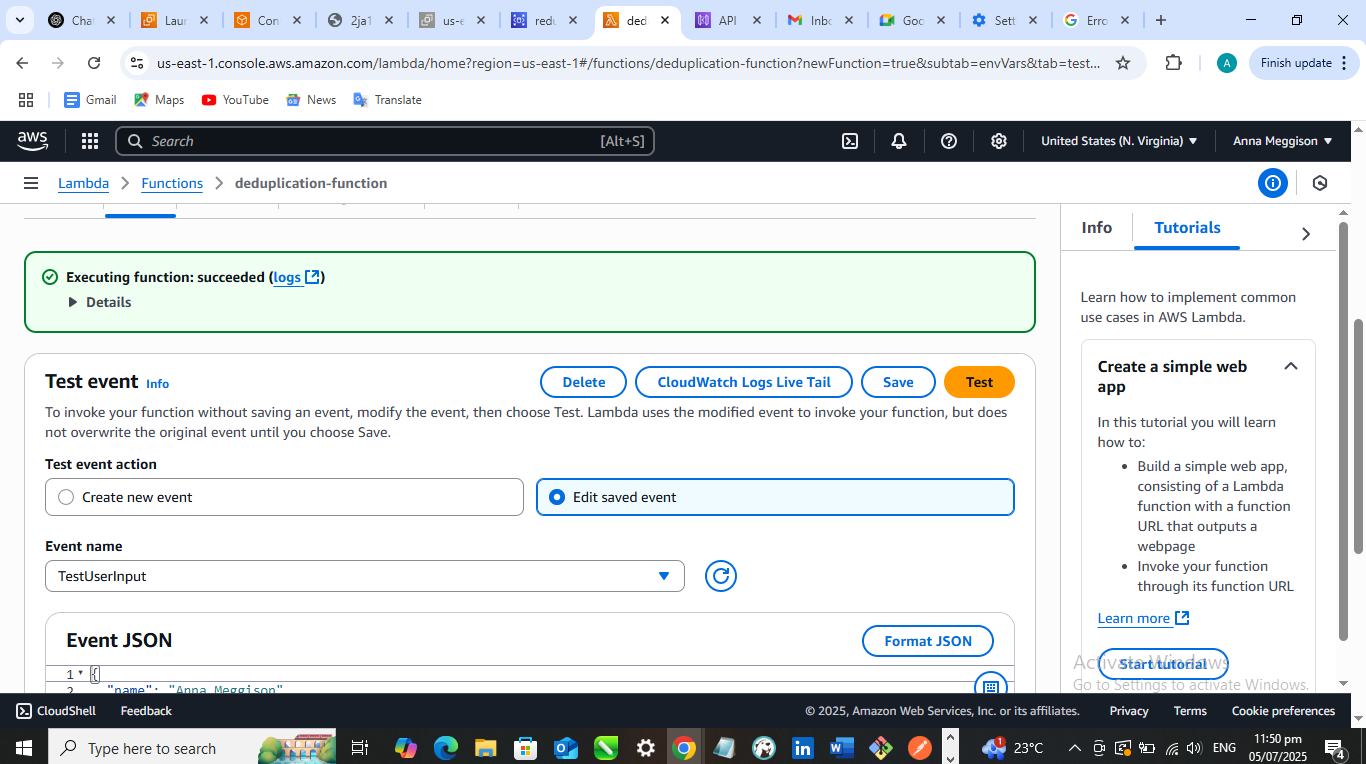 Chat
Laun
Con
2ja1
us-e
redu
ded
API
Inbo
Goo
Sett
Erro
us-east-1.console.aws.amazon.com/lambda/home?region=us-east-1#/functions/deduplication-function?newFunction=true&subtab=envVars&tab=test...
A
Finish update
Gmail
Maps
YouTube
News
Translate
aws
Search
[Alt+S]
United States (N. Virginia)
Anna Meggison
Lambda
Functions
deduplication-function
Info
Tutorials
Executing function: succeeded (logs)
Details
Learn how to implement common
use cases in AWS Lambda.
Test event Info
Delete
CloudWatch Logs Live Tail
Save
Test
To invoke your function without saving an event, modify the event, then choose Test. Lambda uses the modified event to invoke your function, but does
not overwrite the original event until you choose Save.
Test event action
Create new event
Edit saved event
Event name
TestUserInput
Event JSON
Format JSON
1
{
2
"name": "Anna Meggison"
Create a simple web
app
In this tutorial you will learn
how to:
• Build a simple web app,
consisting of a Lambda
function with a function
URL that outputs a
webpage
• Invoke your function
through its function URL
Learn more
Start tutorial
Activate Windows
Go to Settings to activate Windows.
CloudShell
Feedback
© 2025, Amazon Web Services, Inc. or its affiliates.
Privacy
Terms
Cookie preferences
Type here to search
1
23°C
ENG
11:50 pm
05/07/2025
4